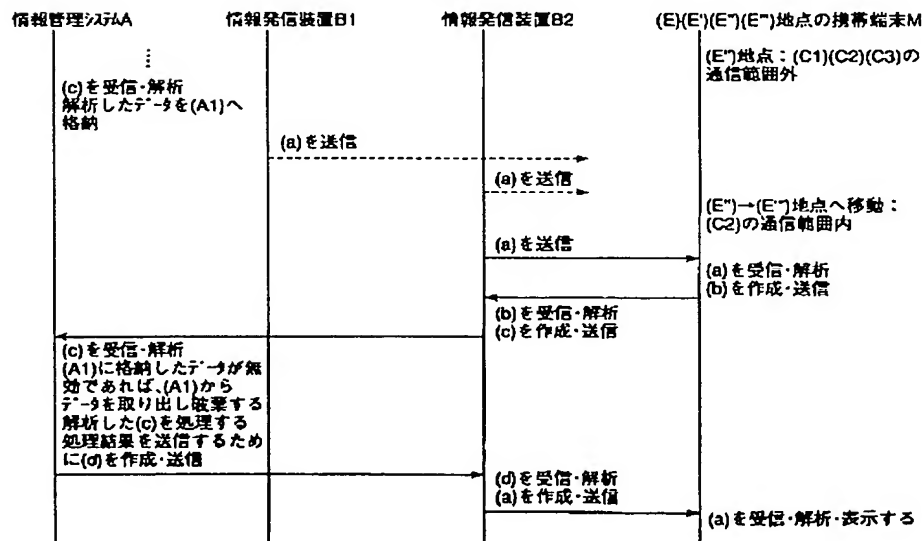 情報管理システムA
情報発信装置B1
情報発信装置B2
(E)(E')(E'')(E''')地点の携帯端末M
(E'')地点：(C1)(C2)(C3)の
通信範囲外
(c)を受信・解析
解析したデータを(A1)へ
格納
(a)を送信
(a)を送信
(E'')→(E''')地点へ移動：
(C2)の通信範囲内
(a)を送信
(a)を受信・解析
(b)を作成・送信
(b)を受信・解析
(c)を作成・送信
(c)を受信・解析
(A1)に格納したデータが無
効であれば、(A1)から
データを取り出し破棄する
解析した(c)を処理する
処理結果を送信するため
に(d)を作成・送信
(d)を受信・解析
(a)を作成・送信
(a)を受信・解析・表示する